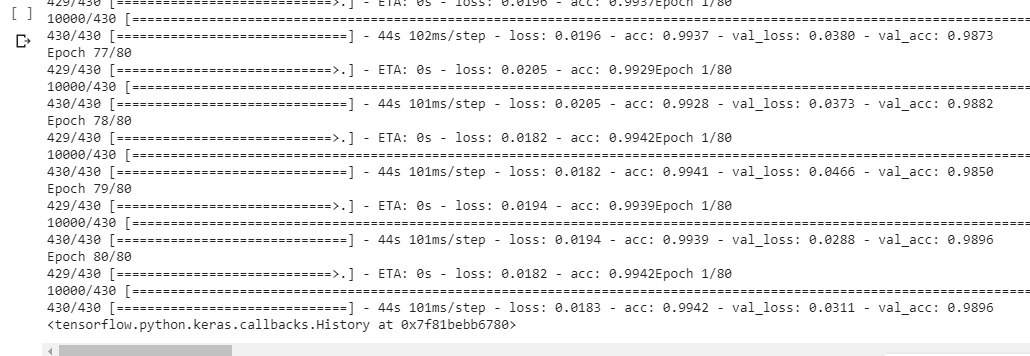 [ ]
429/430 [============================>.] - ETA: 0s - loss: 0.0196 - acc: 0.9937Epoch 1/80
10000/430 [====================================================================================================================
430/430 [==============================] - 44s 102ms/step - loss: 0.0196 - acc: 0.9937 - val_loss: 0.0380 - val_acc: 0.9873
Epoch 77/80
429/430 [============================>.] - ETA: 0s - loss: 0.0205 - acc: 0.9929Epoch 1/80
10000/430 [====================================================================================================================
430/430 [==============================] - 44s 101ms/step - loss: 0.0205 - acc: 0.9928 - val_loss: 0.0373 - val_acc: 0.9882
Epoch 78/80
429/430 [============================>.] - ETA: 0s - loss: 0.0182 - acc: 0.9942Epoch 1/80
10000/430 [====================================================================================================================
430/430 [==============================] - 44s 101ms/step - loss: 0.0182 - acc: 0.9941 - val_loss: 0.0466 - val_acc: 0.9850
Epoch 79/80
429/430 [============================>.] - ETA: 0s - loss: 0.0194 - acc: 0.9939Epoch 1/80
10000/430 [====================================================================================================================
430/430 [==============================] - 44s 101ms/step - loss: 0.0194 - acc: 0.9939 - val_loss: 0.0288 - val_acc: 0.9896
Epoch 80/80
429/430 [============================>.] - ETA: 0s - loss: 0.0182 - acc: 0.9942Epoch 1/80
10000/430 [====================================================================================================================
430/430 [==============================] - 44s 101ms/step - loss: 0.0183 - acc: 0.9942 - val_loss: 0.0311 - val_acc: 0.9896
<tensorflow.python.keras.callbacks.History at 0x7f81bebb6780>